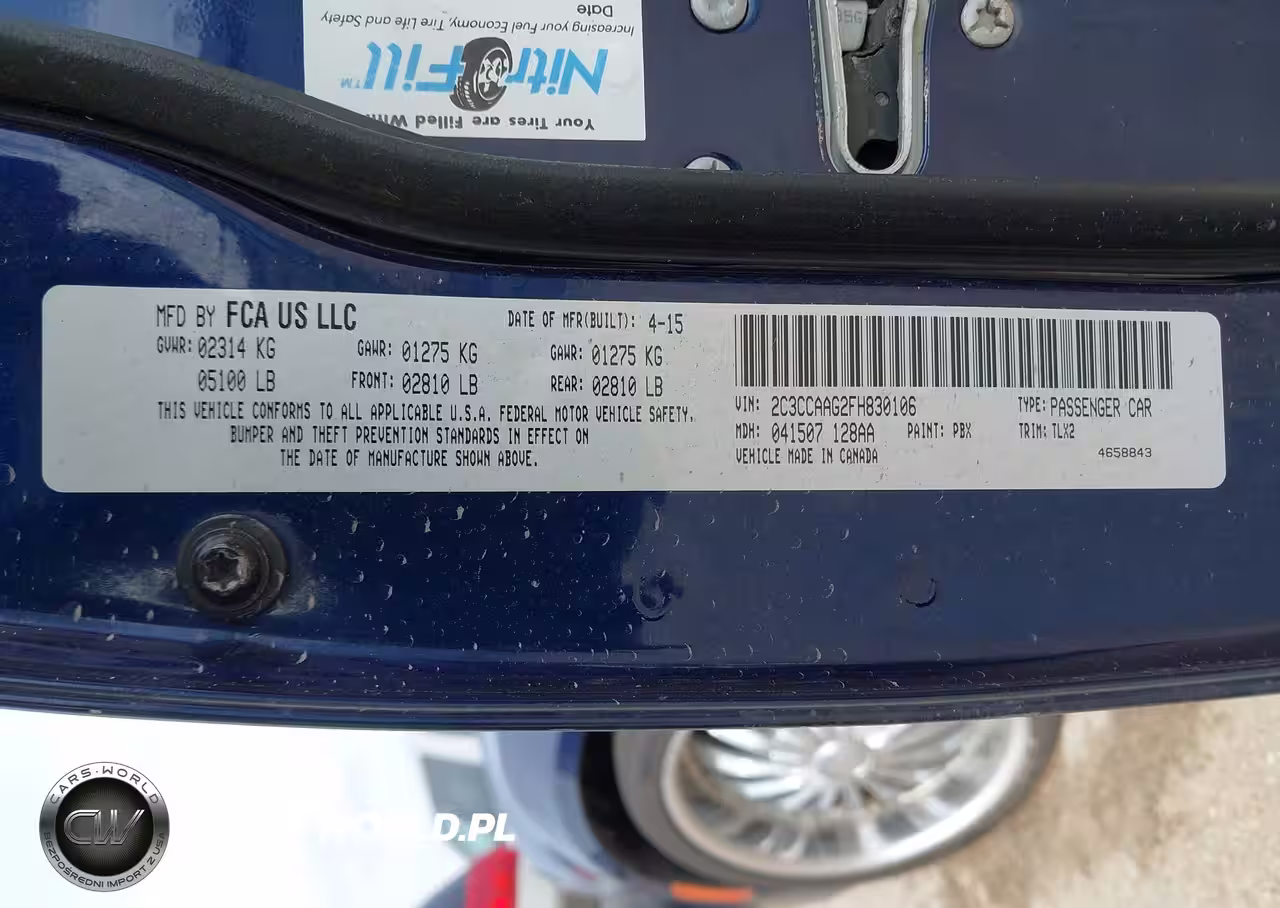 Your Tires are Filled With
NitroFill™
Increasing your Fuel Economy, Tire Life and Safety
Date
MFD BY FCA US LLC DATE OF MFR(BUILT): 4-15
GVWR: 02314 KG GAWR: 01275 KG GAWR: 01275 KG
05100 LB FRONT: 02810 LB REAR: 02810 LB
THIS VEHICLE CONFORMS TO ALL APPLICABLE U.S.A. FEDERAL MOTOR VEHICLE SAFETY,
BUMPER AND THEFT PREVENTION STANDARDS IN EFFECT ON
THE DATE OF MANUFACTURE SHOWN ABOVE.
VIN: 2C3CCAAG2FH830106 TYPE: PASSENGER CAR
MDH: 041507 128AA PAINT: PBX TRIM: TLX2
VEHICLE MADE IN CANADA 4658843
CARS-WORLD
CW
BEZPOŚREDNI IMPORT Z USA